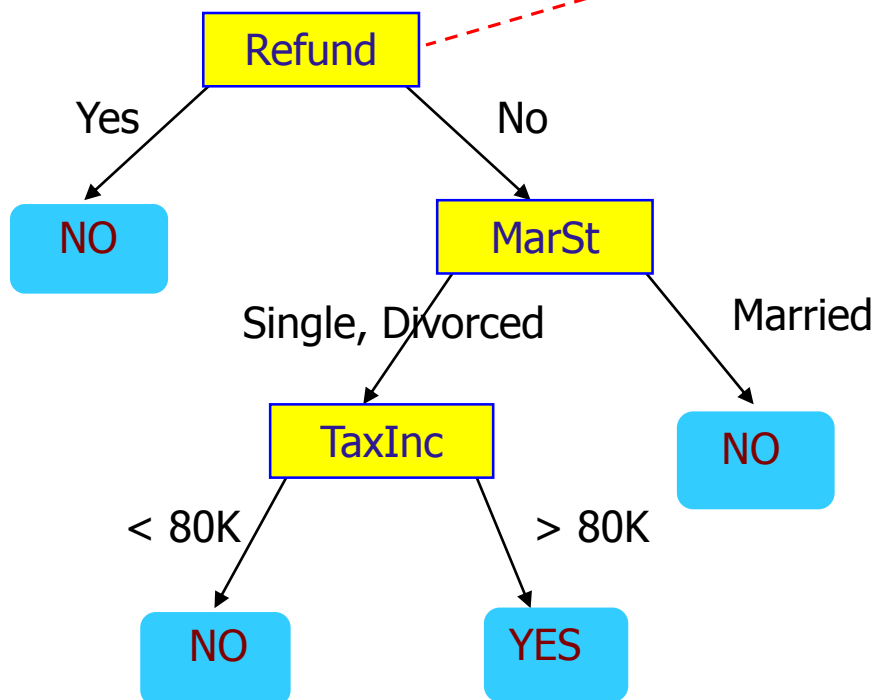 Refund
Yes
No
NO
MarSt
Single, Divorced
Married
TaxInc
NO
< 80K
> 80K
NO
YES